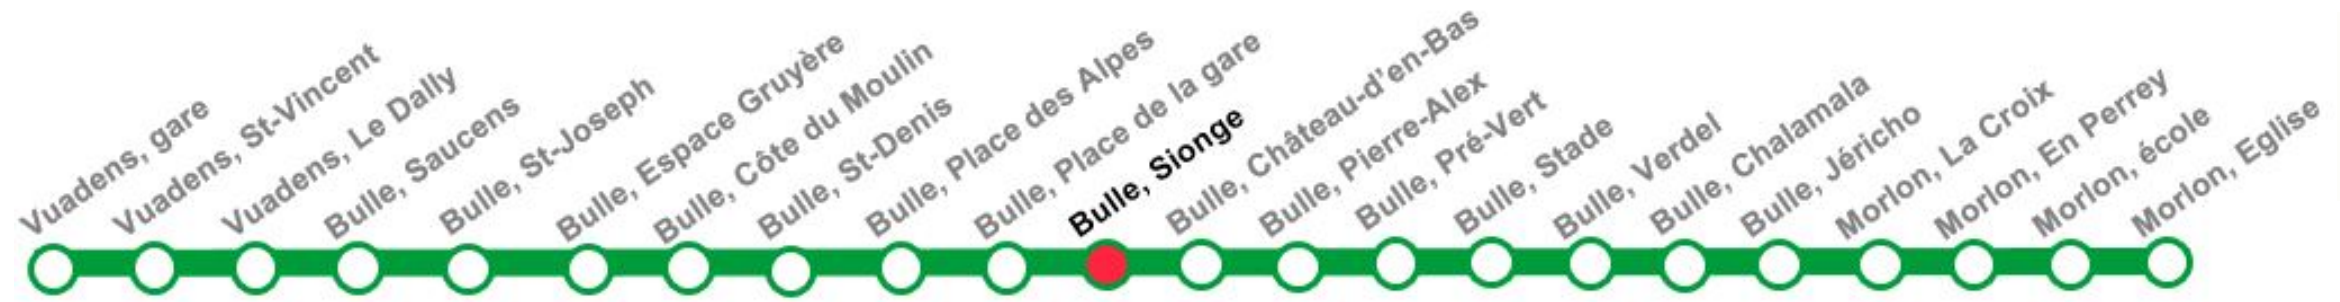 Vuadens, gare
Vuadens, St-Vincent
Vuadens, Le Dally
Bulle, Saucens
Bulle, St-Joseph
Bulle, Espace Gruyère
Bulle, Côte du Moulin
Bulle, St-Denis
Bulle, Place des Alpes
Bulle, Place de la gare
Bulle, Sionge
Bulle, Château-d'en-Bas
Bulle, Pierre-Alex
Bulle, Pré-Vert
Bulle, Stade
Bulle, Verdel
Bulle, Chalamala
Bulle, Jéricho
Morlon, La Croix
Morlon, En Perrey
Morlon, école
Morlon, Eglise